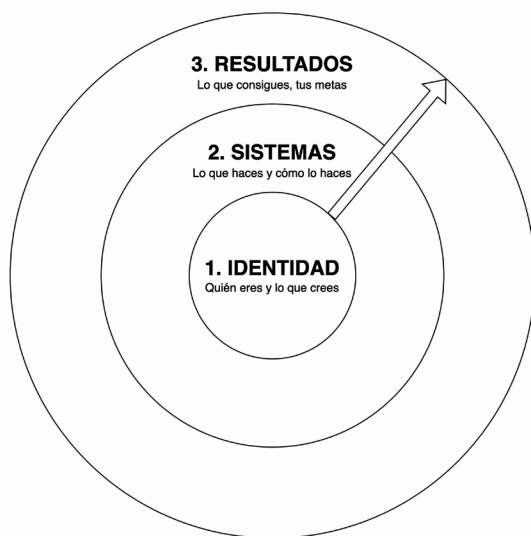 3. RESULTADOS
Lo que consigues, tus metas
2. SISTEMAS
Lo que haces y cómo lo haces
1. IDENTIDAD
Quién eres y lo que crees